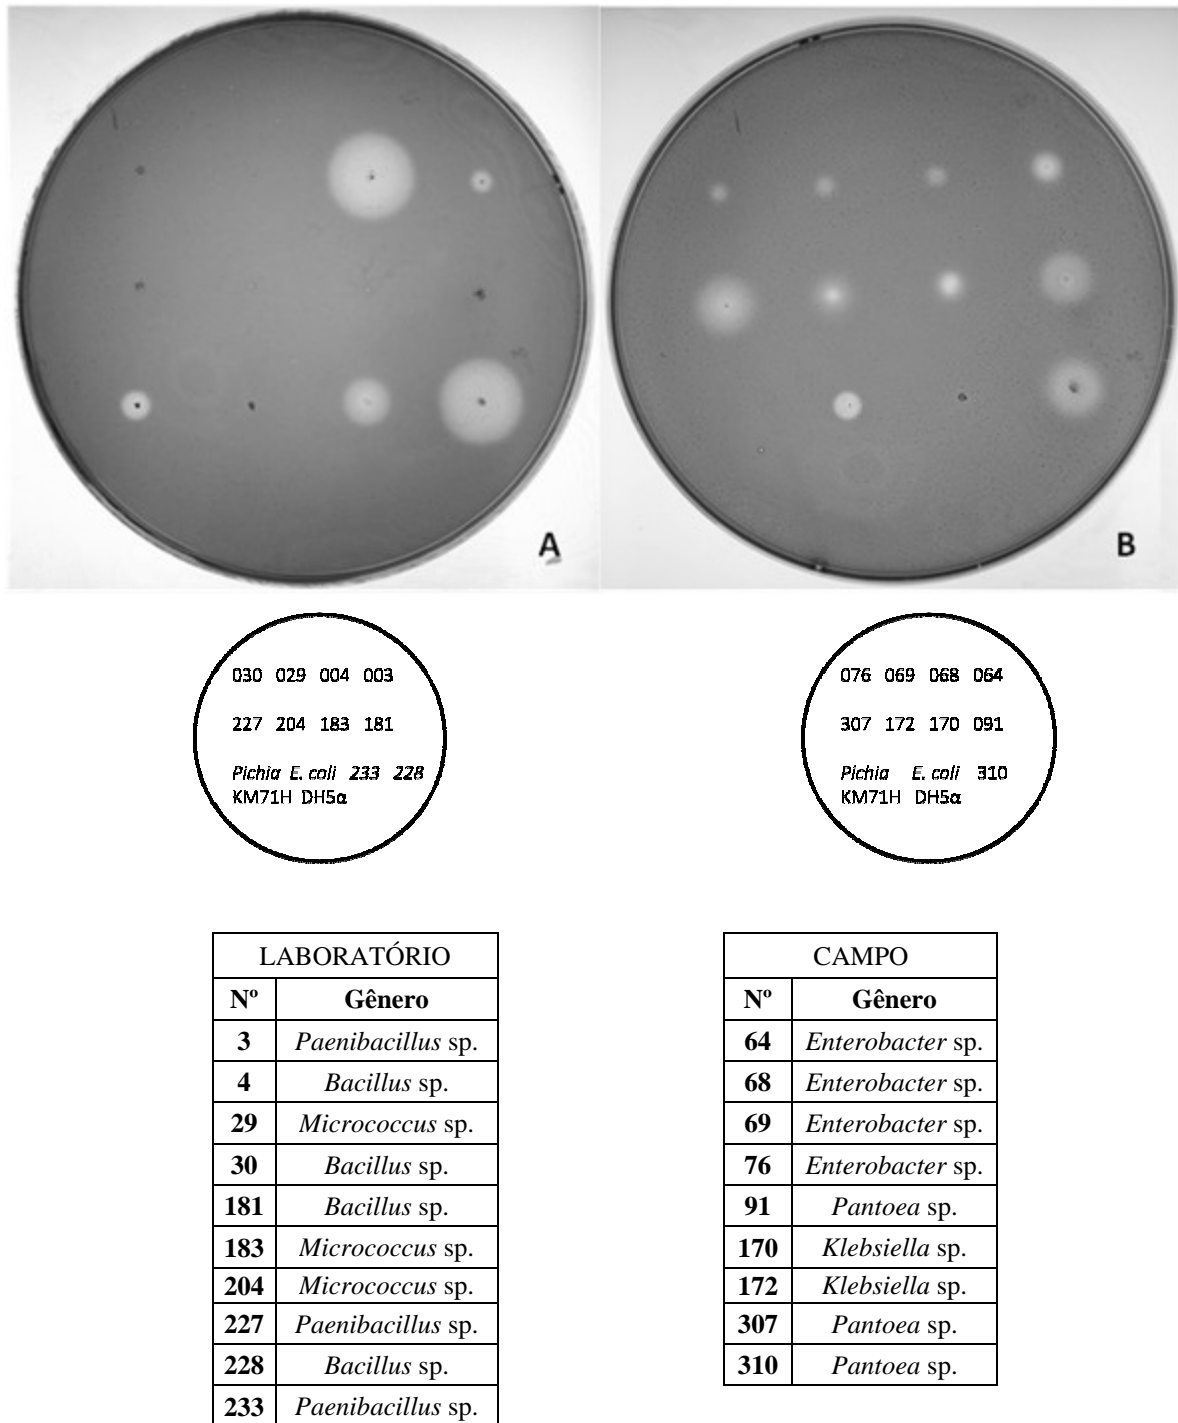 A
B
030 029 004 003
227 204 183 181
Pichia E. coli 233 228
KM71H DH5α
076 069 068 064
307 172 170 091
Pichia E. coli 310
KM71H DH5α
LABORATÓRIO
Nº Gênero
3 Paenibacillus sp.
4 Bacillus sp.
29 Micrococcus sp.
30 Bacillus sp.
181 Bacillus sp.
183 Micrococcus sp.
204 Micrococcus sp.
227 Paenibacillus sp.
228 Bacillus sp.
233 Paenibacillus sp.
CAMPO
Nº Gênero
64 Enterobacter sp.
68 Enterobacter sp.
69 Enterobacter sp.
76 Enterobacter sp.
91 Pantoea sp.
170 Klebsiella sp.
172 Klebsiella sp.
307 Pantoea sp.
310 Pantoea sp.